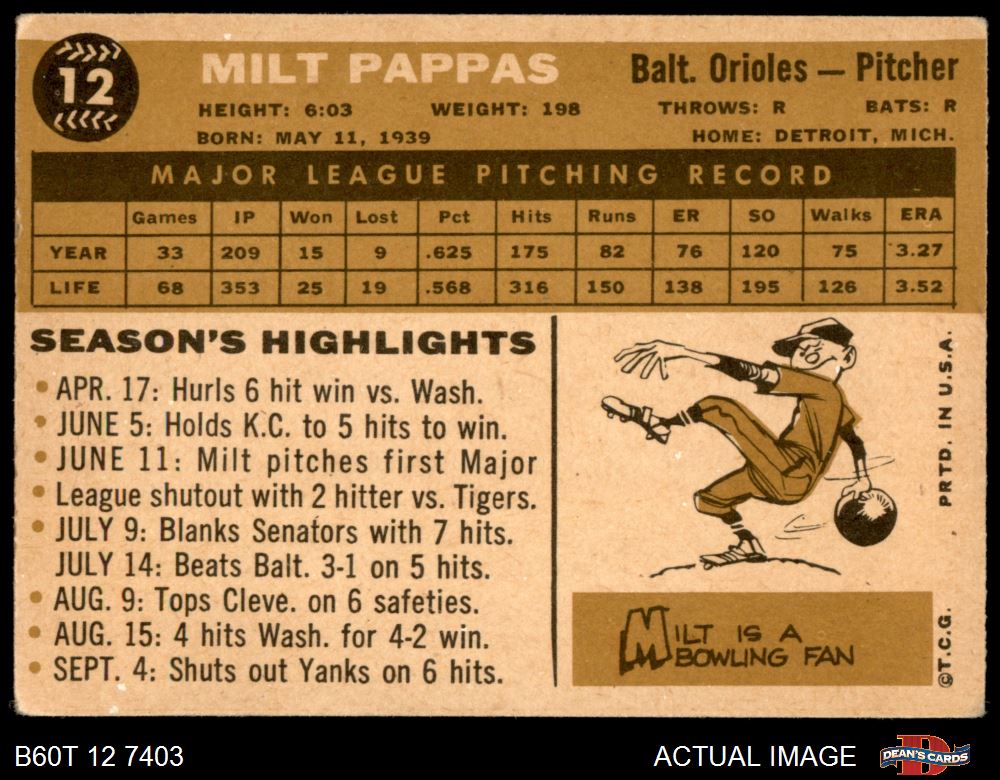 12
MILT PAPPAS
Balt. Orioles — Pitcher
HEIGHT: 6:03 WEIGHT: 198 THROWS: R BATS: R
BORN: MAY 11, 1939 HOME: DETROIT, MICH.
MAJOR LEAGUE PITCHING RECORD
Games IP Won Lost Pct Hits Runs ER SO Walks ERA
YEAR 33 209 15 9 .625 175 82 76 120 75 3.27
LIFE 68 353 25 19 .568 316 150 138 195 126 3.52
SEASON'S HIGHLIGHTS
• APR. 17: Hurls 6 hit win vs. Wash.
• JUNE 5: Holds K.C. to 5 hits to win.
• JUNE 11: Milt pitches first Major
• League shutout with 2 hitter vs. Tigers.
• JULY 9: Blanks Senators with 7 hits.
JULY 14: Beats Balt. 3-1 on 5 hits.
• AUG. 9: Tops Cleve. on 6 safeties.
• AUG. 15: 4 hits Wash. for 4-2 win.
• SEPT. 4: Shuts out Yanks on 6 hits.
MILT IS A
BOWLING FAN
©T.C.G. PRTD. IN U.S.A.
B60T 12 7403
ACTUAL IMAGE
D
DEAN'S CARDS